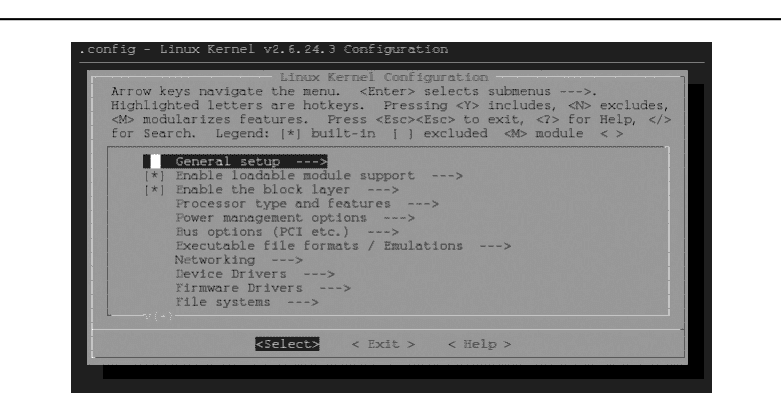 .config - Linux Kernel v2.6.24.3 Configuration
Linux Kernel Configuration
Arrow keys navigate the menu.  <Enter> selects submenus --->.
Highlighted letters are hotkeys.  Pressing <Y> includes, <N> excludes,
<M> modularizes features.  Press <Esc><Esc> to exit, <?> for Help, </>
for Search.  Legend: [*] built-in  [ ] excluded  <M> module  < >
General setup  --->
[*] Enable loadable module support  --->
[*] Enable the block layer  --->
Processor type and features  --->
Power management options  --->
Bus options (PCI etc.)  --->
Executable file formats / Emulations  --->
Networking  --->
Device Drivers  --->
Firmware Drivers  --->
File systems  --->
v(+)
<Select>    < Exit >    < Help >